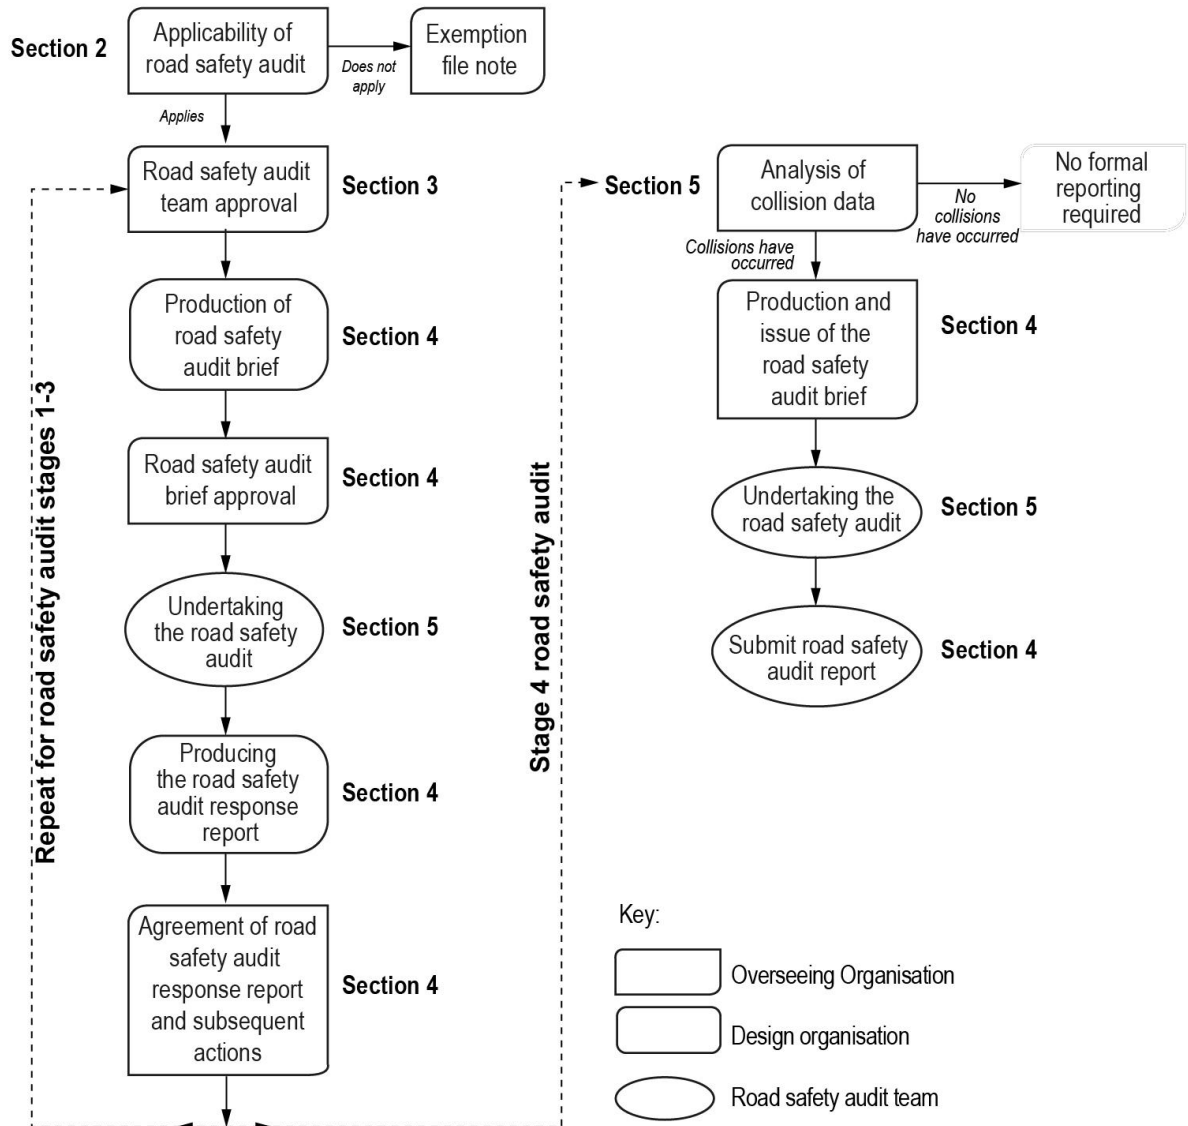 Section 2
Applicability of
road safety audit
Does not
apply
Exemption
file note
Applies
Road safety audit
team approval
Section 3
Production of
road safety
audit brief
Section 4
Road safety audit
brief approval
Section 4
Undertaking
the road safety
audit
Section 5
Producing
the road safety
audit response
report
Section 4
Agreement of road
safety audit
response report
and subsequent
actions
Section 4
Repeat for road safety audit stages 1-3
Stage 4 road safety audit
Section 5
Analysis of
collision data
No
collisions
have occurred
No formal
reporting
required
Collisions have
occurred
Production and
issue of the
road safety
audit brief
Section 4
Undertaking the
road safety audit
Section 5
Submit road safety
audit report
Section 4
Key:
Overseeing Organisation
Design organisation
Road safety audit team